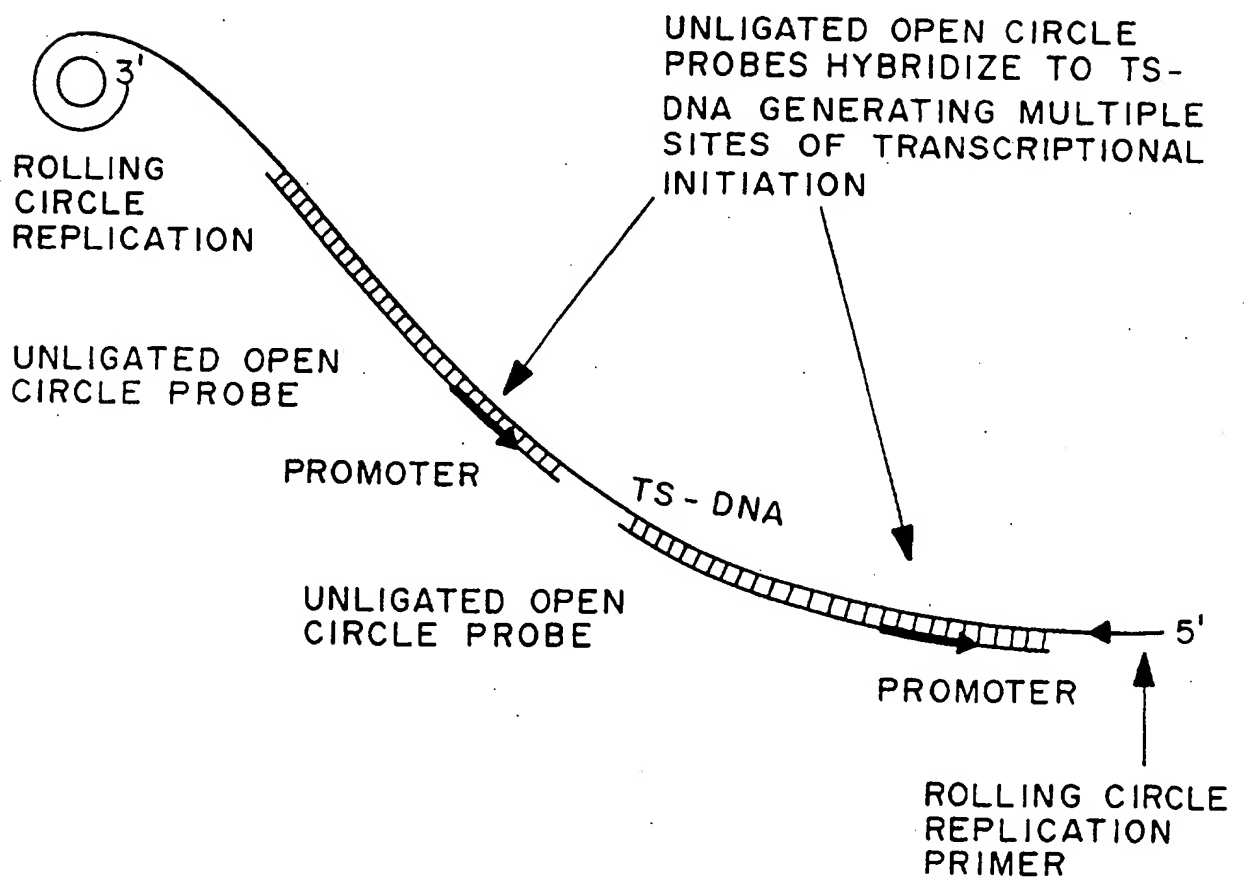 UNLIGATED OPEN CIRCLE
PROBES HYBRIDIZE TO TS-
DNA GENERATING MULTIPLE
SITES OF TRANSCRIPTIONAL
INITIATION
3'
ROLLING
CIRCLE
REPLICATION
UNLIGATED OPEN
CIRCLE PROBE
PROMOTER
TS - DNA
UNLIGATED OPEN
CIRCLE PROBE
5'
PROMOTER
ROLLING CIRCLE
REPLICATION
PRIMER